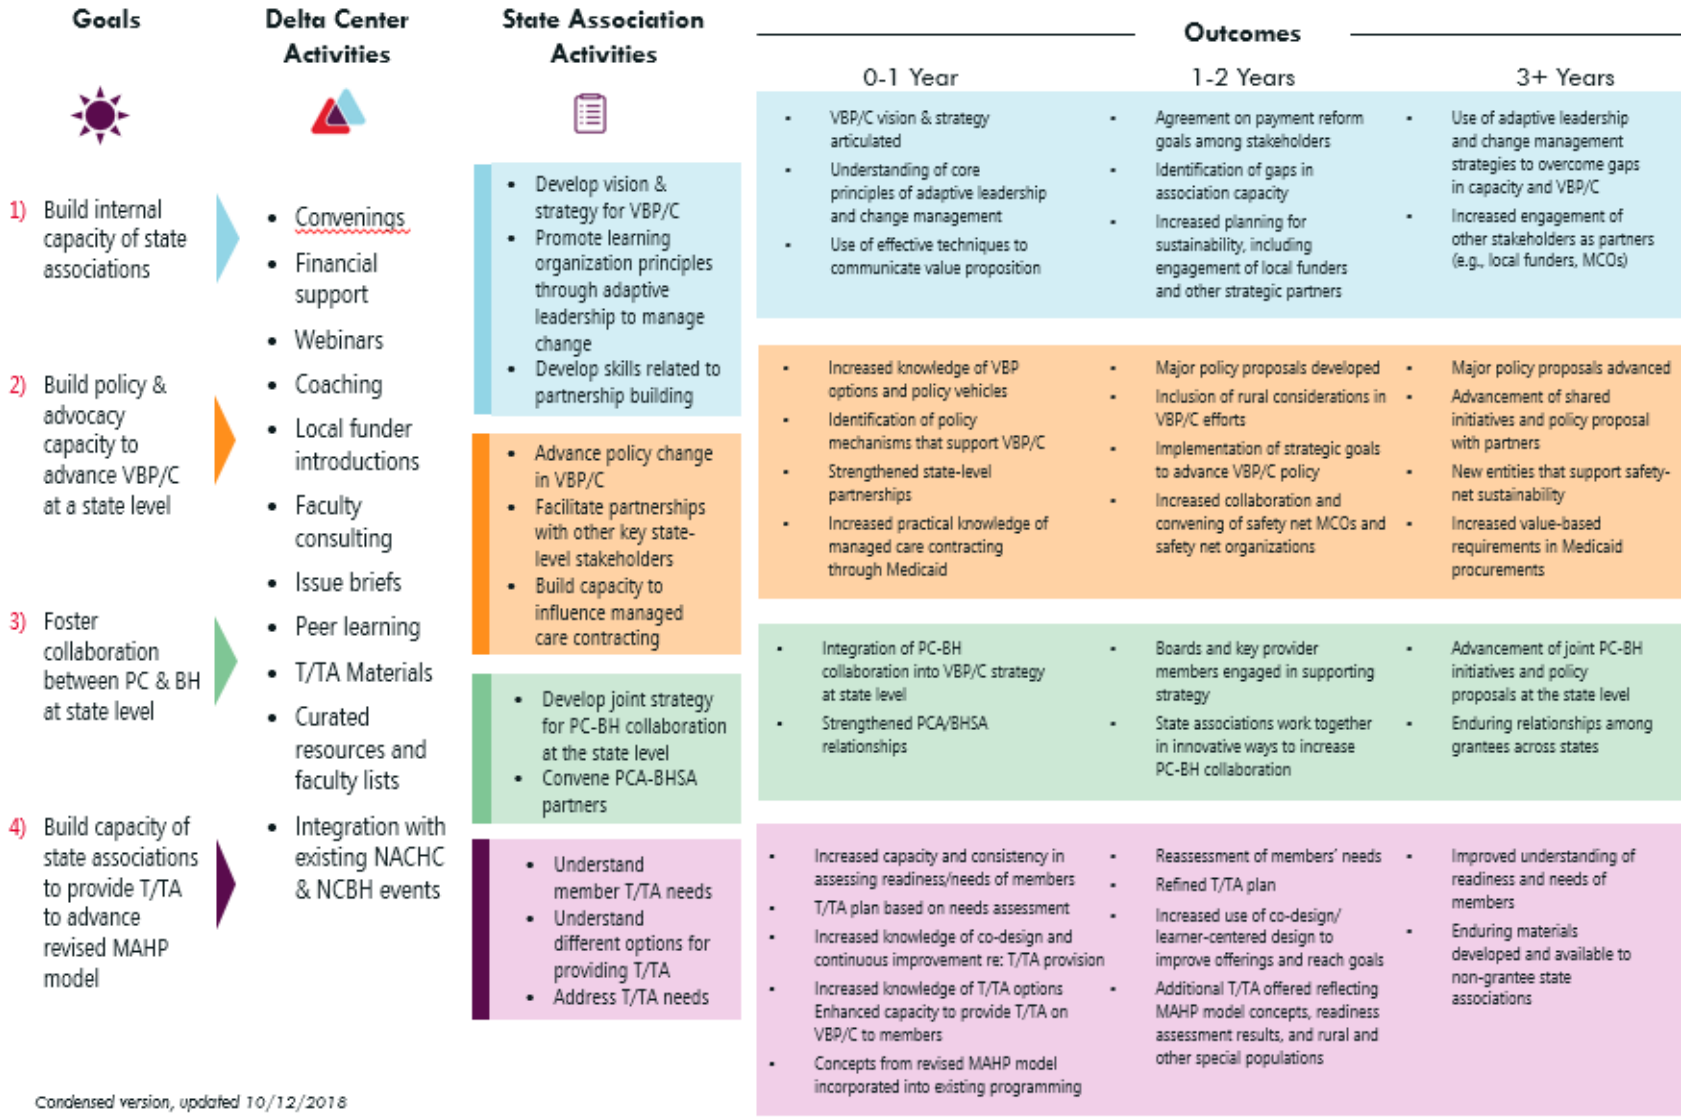 Goals
Delta Center
Activities
State Association
Activities
Outcomes
0-1 Year
1-2 Years
3+ Years
1) Build internal
capacity of state
associations
2) Build policy &
advocacy
capacity to
advance VBP/C
at a state level
3) Foster
collaboration
between PC & BH
at state level
4) Build capacity of
state associations
to provide T/TA
to advance
revised MAHP
model
• Convenings
• Financial
support
• Webinars
• Coaching
• Local funder
introductions
• Faculty
consulting
• Issue briefs
• Peer learning
• T/TA Materials
• Curated
resources and
faculty lists
• Integration with
existing NACHC
& NCBH events
• Develop vision &
strategy for VBP/C
• Promote learning
organization principles
through adaptive
leadership to manage
change
• Develop skills related to
partnership building
• Advance policy change
in VBP/C
• Facilitate partnerships
with other key state-
level stakeholders
• Build capacity to
influence managed
care contracting
• Develop joint strategy
for PC-BH collaboration
at the state level
• Convene PCA-BHSA
partners
• Understand
member T/TA needs
• Understand
different options for
providing T/TA
• Address T/TA needs
▪ VBP/C vision & strategy
articulated
▪ Understanding of core
principles of adaptive leadership
and change management
▪ Use of effective techniques to
communicate value proposition
▪ Agreement on payment reform
goals among stakeholders
▪ Identification of gaps in
association capacity
▪ Increased planning for
sustainability, including
engagement of local funders
and other strategic partners
▪ Use of adaptive leadership
and change management
strategies to overcome gaps
in capacity and VBP/C
▪ Increased engagement of
other stakeholders as partners
(e.g., local funders, MCOs)
▪ Increased knowledge of VBP
options and policy vehicles
▪ Identification of policy
mechanisms that support VBP/C
▪ Strengthened state-level
partnerships
▪ Increased practical knowledge of
managed care contracting
through Medicaid
▪ Major policy proposals developed
▪ Inclusion of rural considerations in
VBP/C efforts
▪ Implementation of strategic goals
to advance VBP/C policy
▪ Increased collaboration and
convening of safety net MCOs and
safety net organizations
▪ Major policy proposals advanced
▪ Advancement of shared
initiatives and policy proposal
with partners
▪ New entities that support safety-
net sustainability
▪ Increased value-based
requirements in Medicaid
procurements
▪ Integration of PC-BH
collaboration into VBP/C strategy
at state level
▪ Strengthened PCA/BHSA
relationships
▪ Boards and key provider
members engaged in supporting
strategy
▪ State associations work together
in innovative ways to increase
PC-BH collaboration
▪ Advancement of joint PC-BH
initiatives and policy
proposals at the state level
▪ Enduring relationships among
grantees across states
▪ Increased capacity and consistency in
assessing readiness/needs of members
▪ T/TA plan based on needs assessment
▪ Increased knowledge of co-design and
continuous improvement re: T/TA provision
▪ Increased knowledge of T/TA options
Enhanced capacity to provide T/TA on
VBP/C to members
▪ Concepts from revised MAHP model
incorporated into existing programming
▪ Reassessment of members' needs
▪ Refined T/TA plan
▪ Increased use of co-design/
learner-centered design to
improve offerings and reach goals
▪ Additional T/TA offered reflecting
MAHP model concepts, readiness
assessment results, and rural and
other special populations
▪ Improved understanding of
readiness and needs of
members
▪ Enduring materials
developed and available to
non-grantee state
associations
Condensed version, updated 10/12/2018